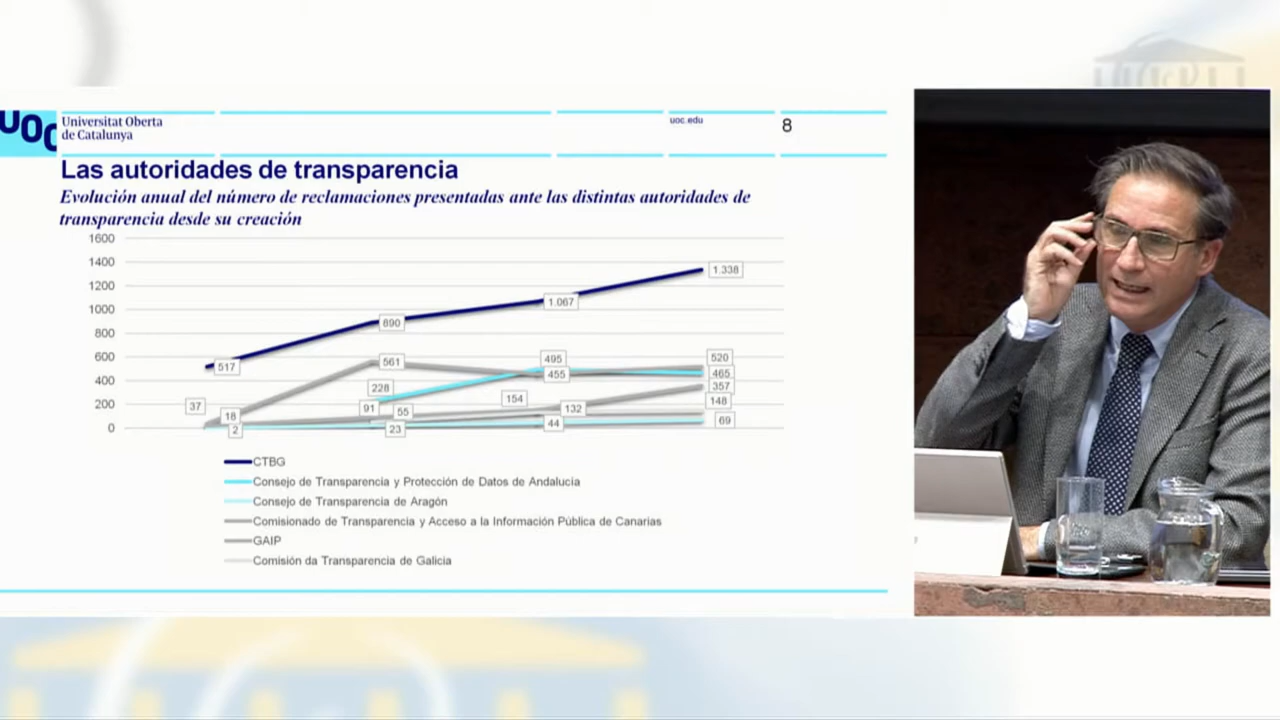 UOC
Universitat Oberta
de Catalunya
uoc.edu
8
Las autoridades de transparencia
Evolución anual del número de reclamaciones presentadas ante las distintas autoridades de
transparencia desde su creación
1600
1400
1200
1000
800
600
400
200
0
1.338
1.067
890
517
561
495
455
520
465
357
148
69
228
91
55
154
132
44
23
37
18
2
CTBG
Consejo de Transparencia y Protección de Datos de Andalucía
Consejo de Transparencia de Aragón
Comisionado de Transparencia y Acceso a la Información Pública de Canarias
GAIP
Comisión da Transparencia de Galicia